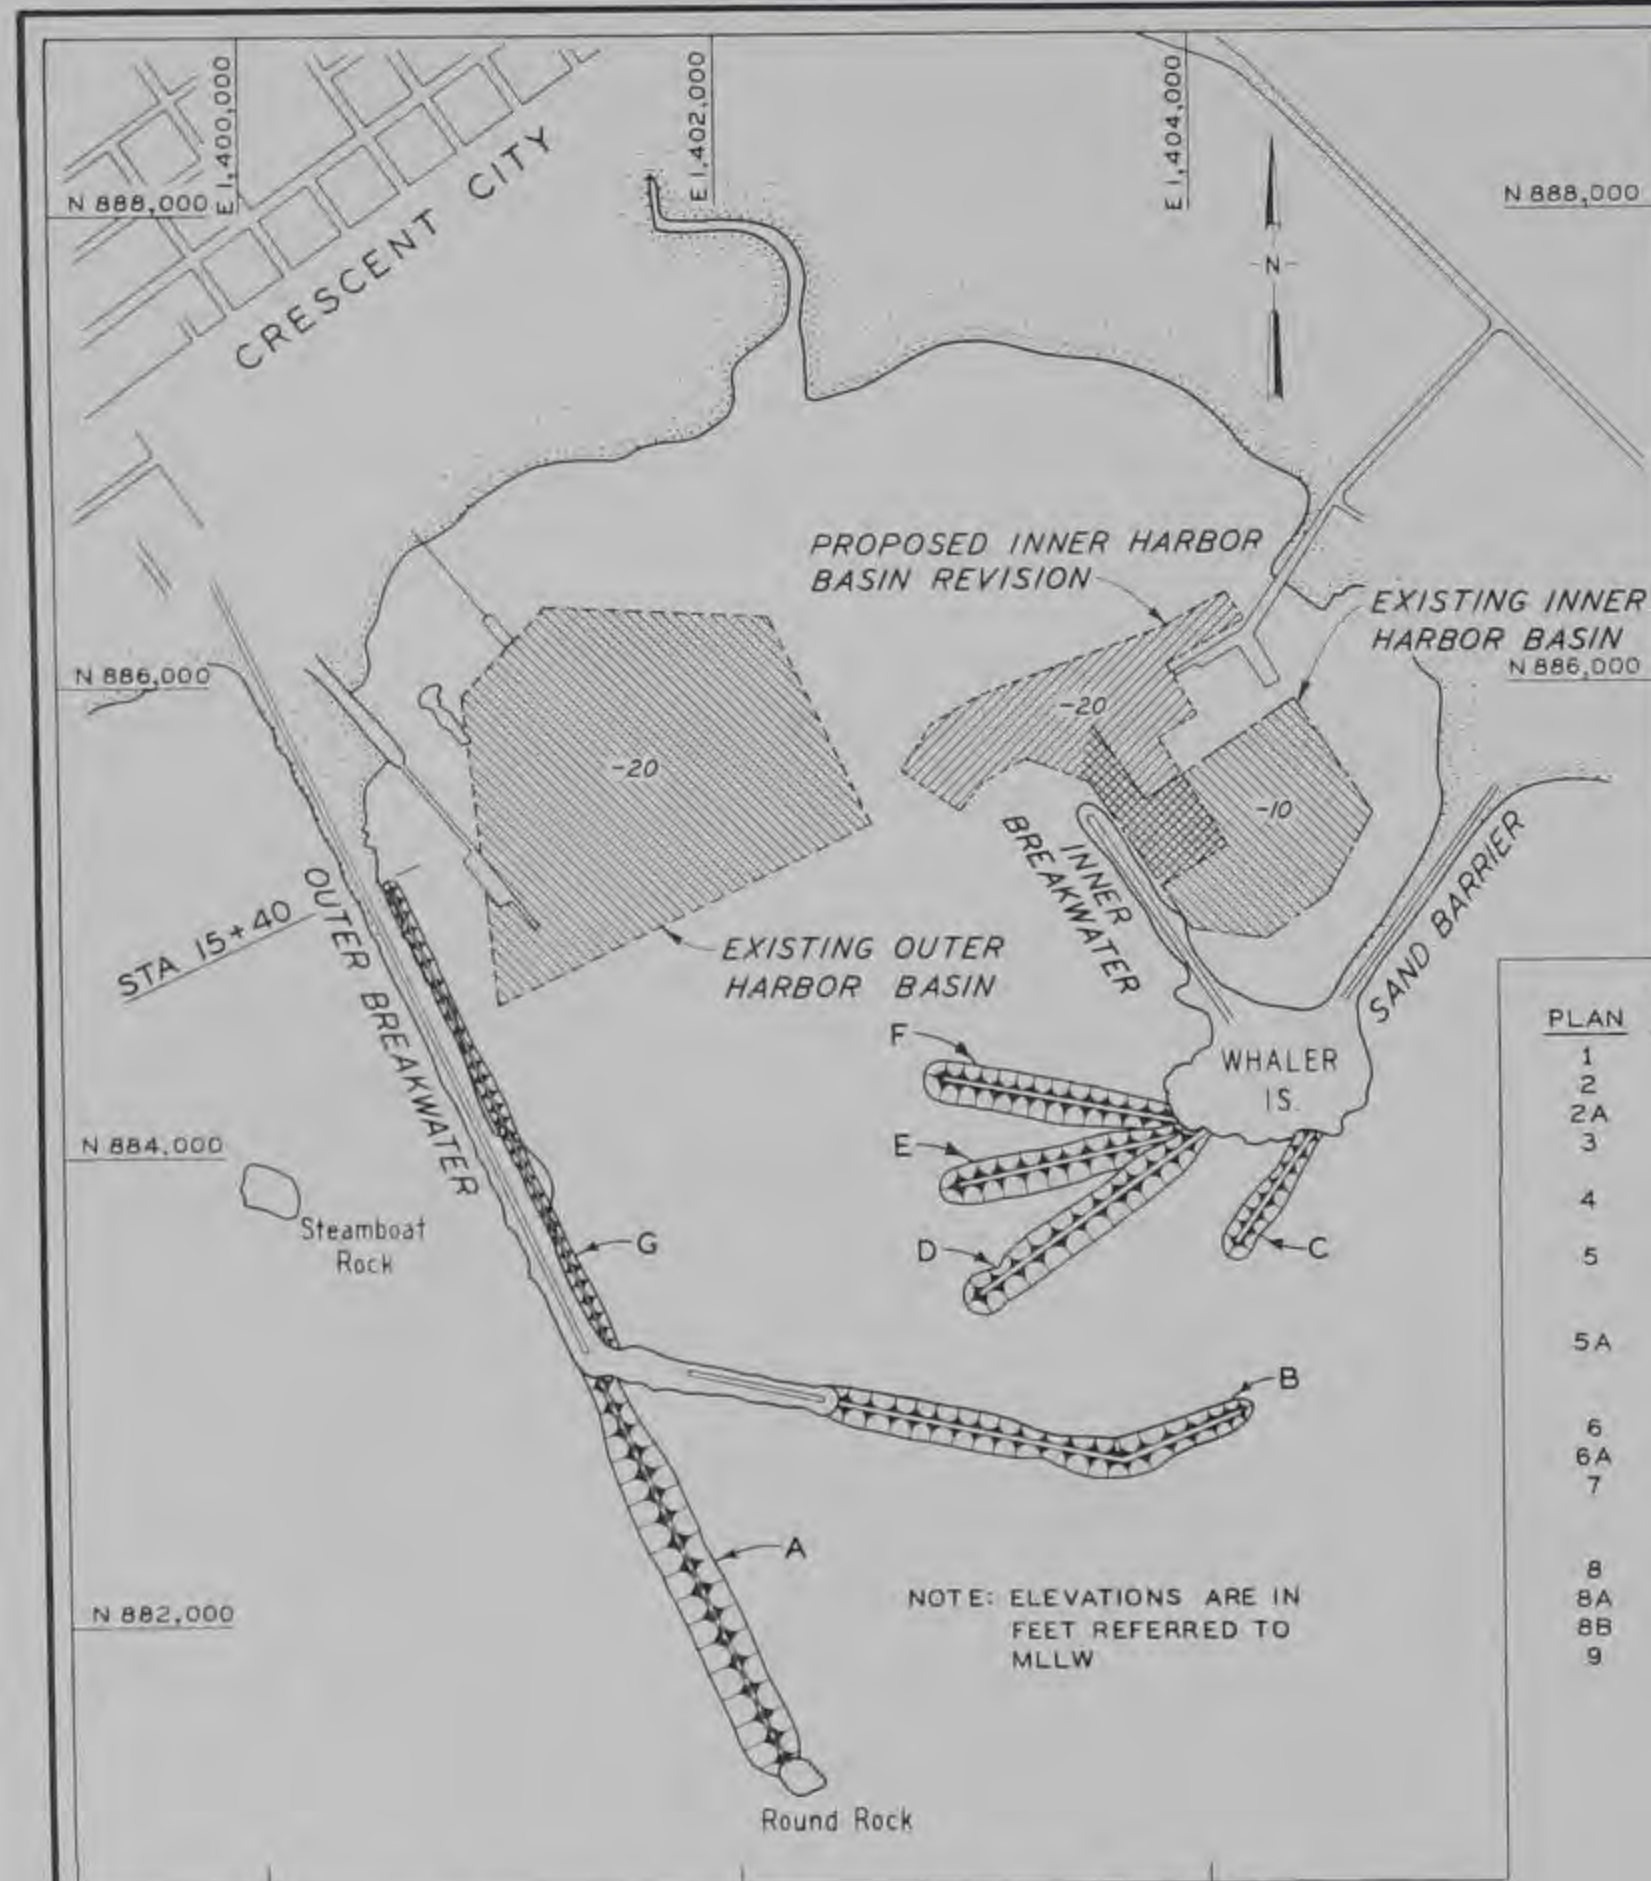 E 1,400,000
E 1,402,000
E 1,404,000
N 888,000
N 888,000
CRESCENT CITY
-N-
PROPOSED INNER HARBOR
BASIN REVISION
EXISTING INNER
HARBOR BASIN
N 886,000
N 886,000
-20
-20
-10
INNER
BREAKWATER
SAND BARRIER
STA 15+40
OUTER BREAKWATER
EXISTING OUTER
HARBOR BASIN
F
WHALER
IS.
E
N 884,000
Steamboat
Rock
G
D
C
B
A
NOTE: ELEVATIONS ARE IN
FEET REFERRED TO
MLLW
N 882,000
Round Rock
PLAN
1
2
2A
3
4
5
5A
6
6A
7
8
8A
8B
9